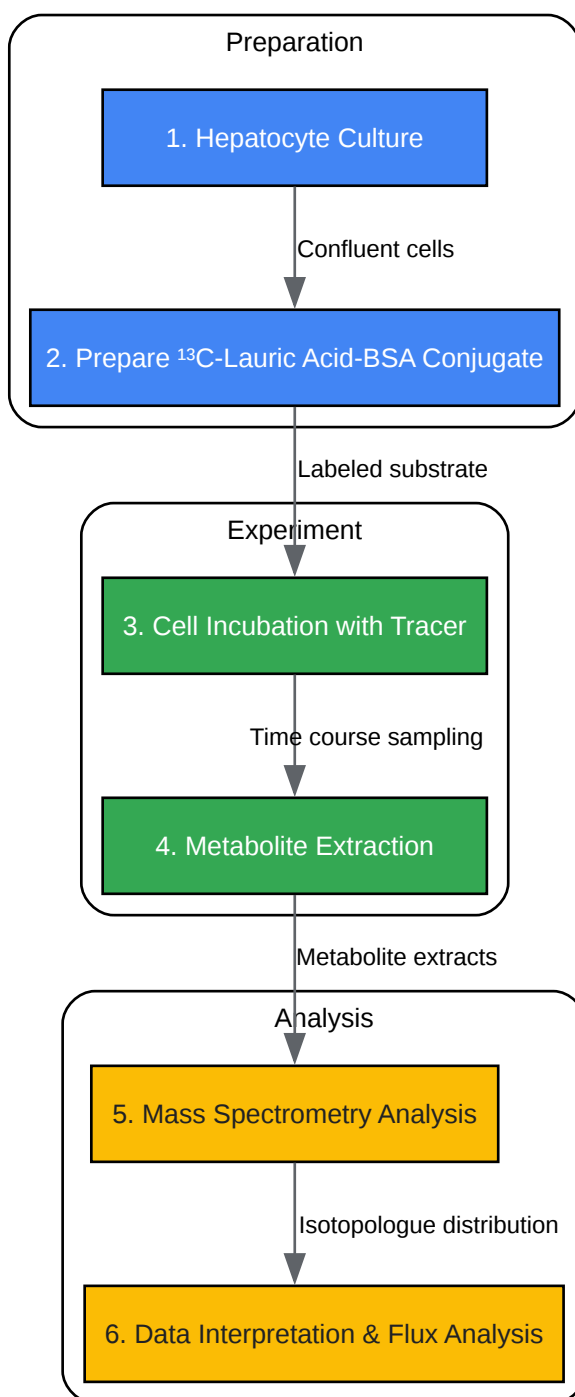 Preparation
1. Hepatocyte Culture
Confluent cells
2. Prepare ¹³C-Lauric Acid-BSA Conjugate
Labeled substrate
Experiment
3. Cell Incubation with Tracer
Time course sampling
4. Metabolite Extraction
Metabolite extracts
Analysis
5. Mass Spectrometry Analysis
Isotopologue distribution
6. Data Interpretation & Flux Analysis